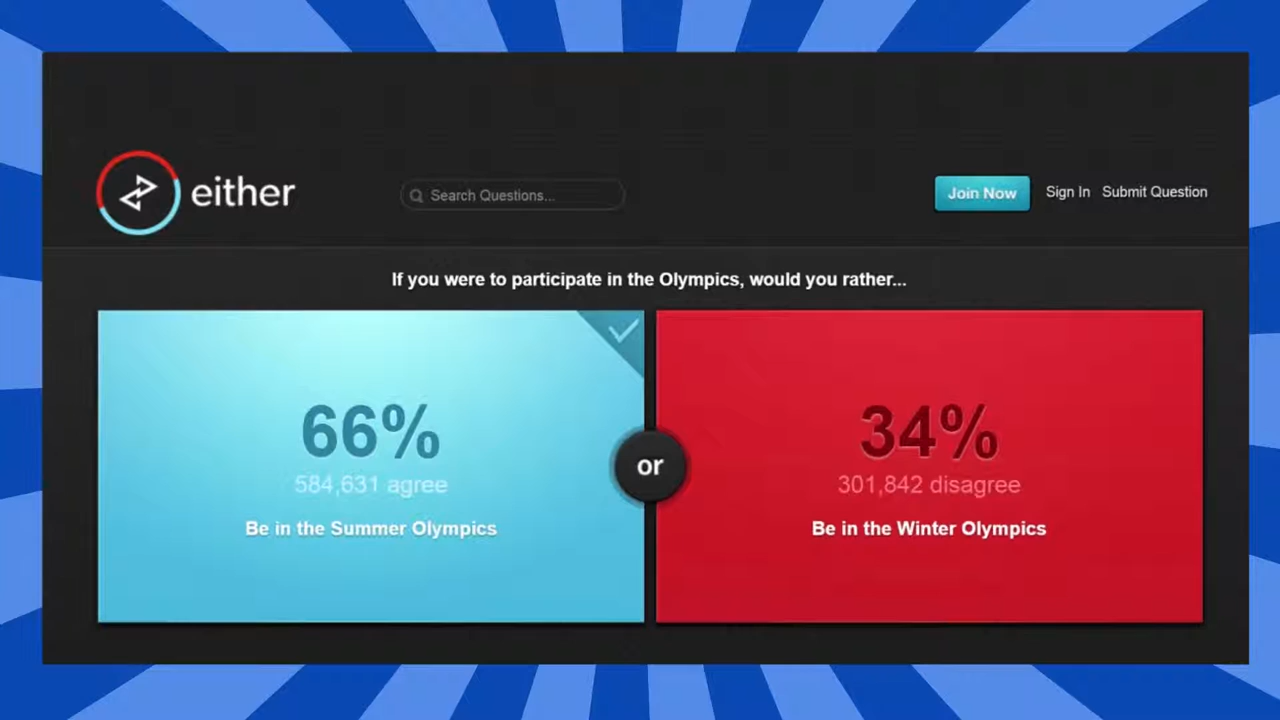 either
Search Questions...
Join Now
Sign In
Submit Question
If you were to participate in the Olympics, would you rather...
66%
584,631 agree
Be in the Summer Olympics
or
34%
301,842 disagree
Be in the Winter Olympics